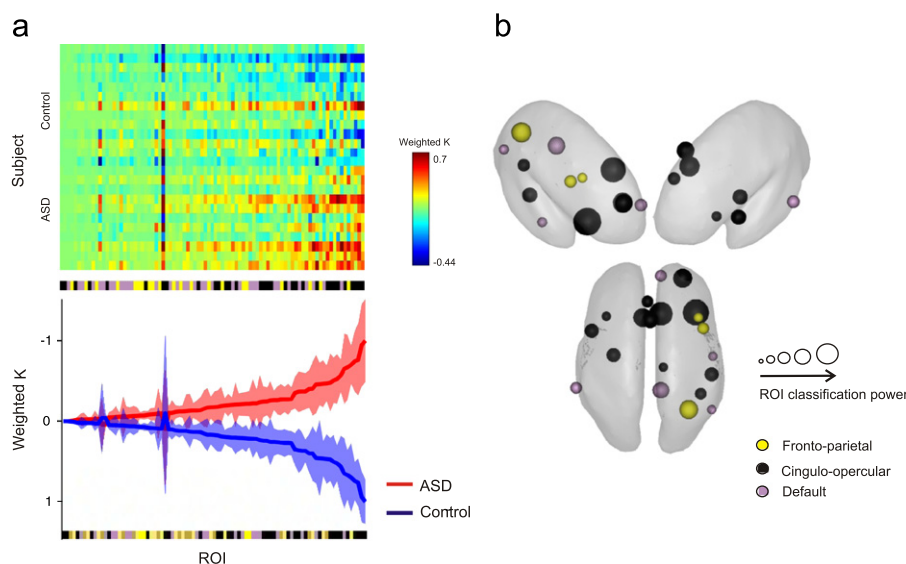 a
b
Subject
Control
ASD
Weighted K
0.7
-0.44
Weighted K
-1
0
1
ROI
ASD
Control
ROI classification power
Fronto-parietal
Cingulo-opercular
Default